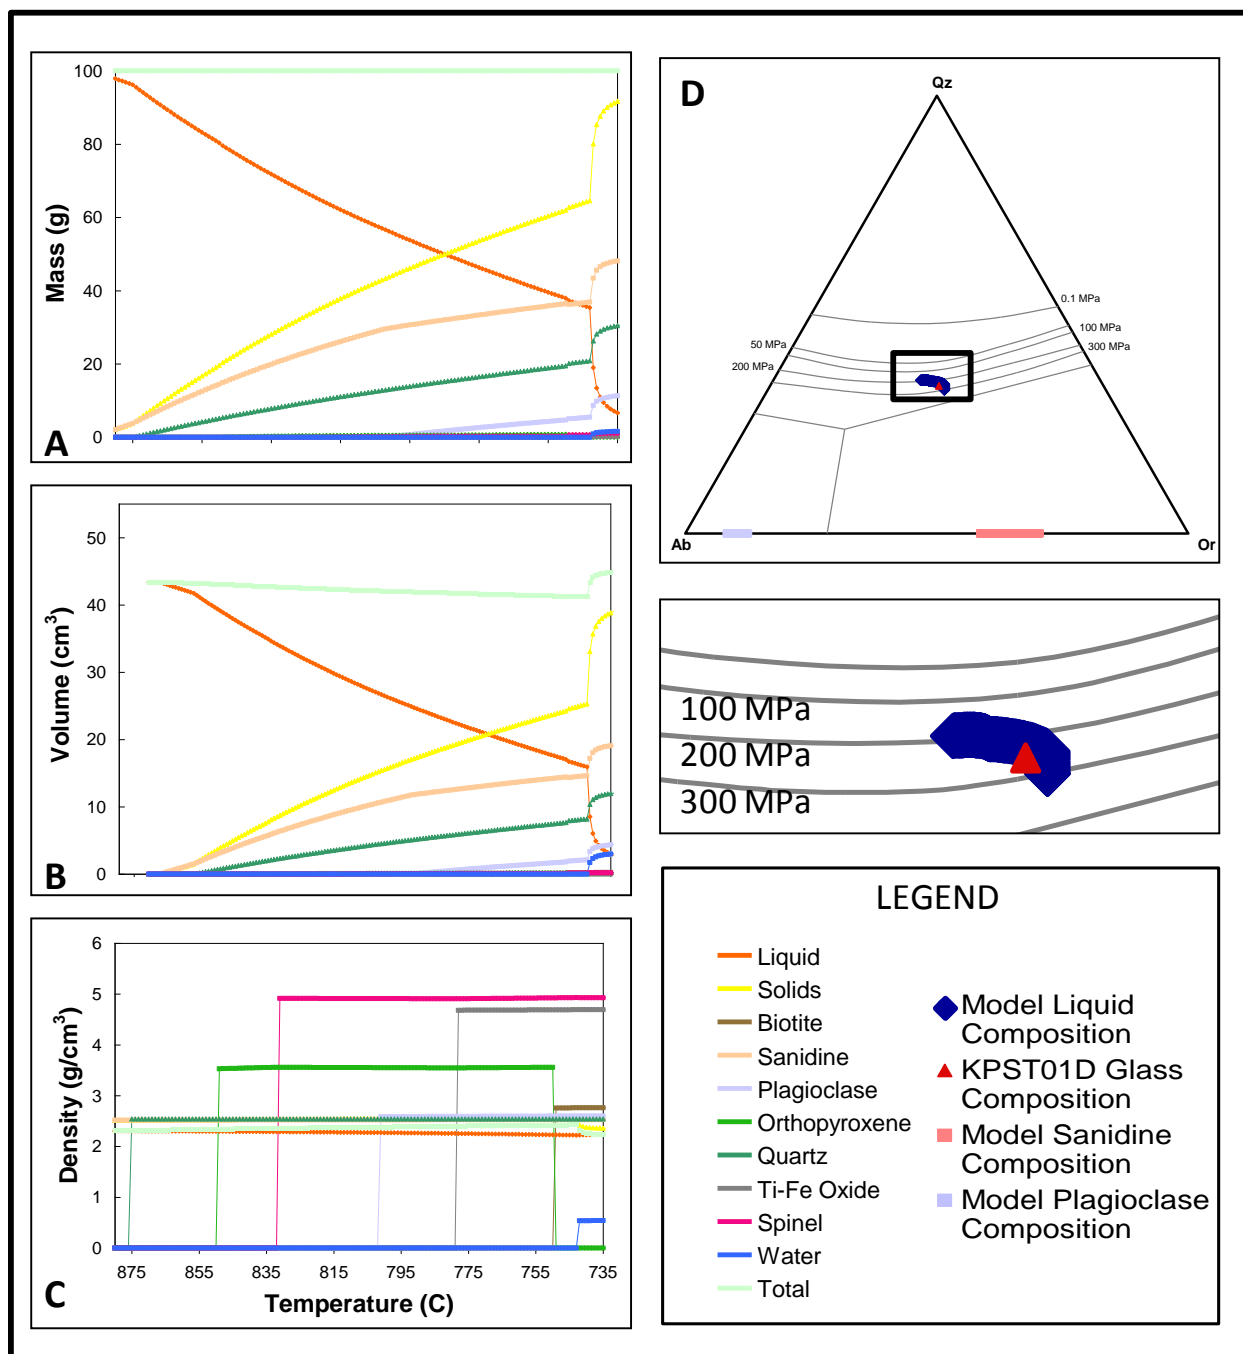 100
80
60
40
20
0
Mass (g)
A
50
40
30
20
10
0
Volume (cm3)
B
6
5
4
3
2
1
0
Density (g/cm3)
C
875 855 835 815 795 775 755 735
Temperature (C)
D
Qz
0.1 MPa
100 MPa
50 MPa
300 MPa
200 MPa
Ab
Or
100 MPa
200 MPa
300 MPa
LEGEND
Liquid
Solids
Biotite
Sanidine
Plagioclase
Orthopyroxene
Quartz
Ti-Fe Oxide
Spinel
Water
Total
Model Liquid
Composition
KPST01D Glass
Composition
Model Sanidine
Composition
Model Plagioclase
Composition